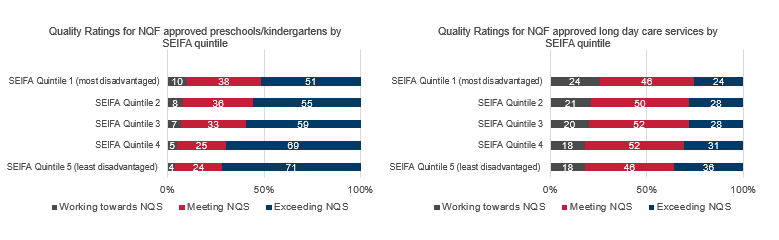 Quality Ratings for NQF approved preschools/kindergartens by
SEIFA quintile
SEIFA Quintile 1 (most disadvantaged)
10 38 51
SEIFA Quintile 2
8 36 55
SEIFA Quintile 3
7 33 59
SEIFA Quintile 4
5 25 69
SEIFA Quintile 5 (least disadvantaged)
4 24 71
0% 50% 100%
Working towards NQS Meeting NQS Exceeding NQS
Quality Ratings for NQF approved long day care services by
SEIFA quintile
SEIFA Quintile 1 (most disadvantaged)
24 46 24
SEIFA Quintile 2
21 50 28
SEIFA Quintile 3
20 52 28
SEIFA Quintile 4
18 52 31
SEIFA Quintile 5 (least disadvantaged)
18 46 36
0% 50% 100%
Working towards NQS Meeting NQS Exceeding NQS